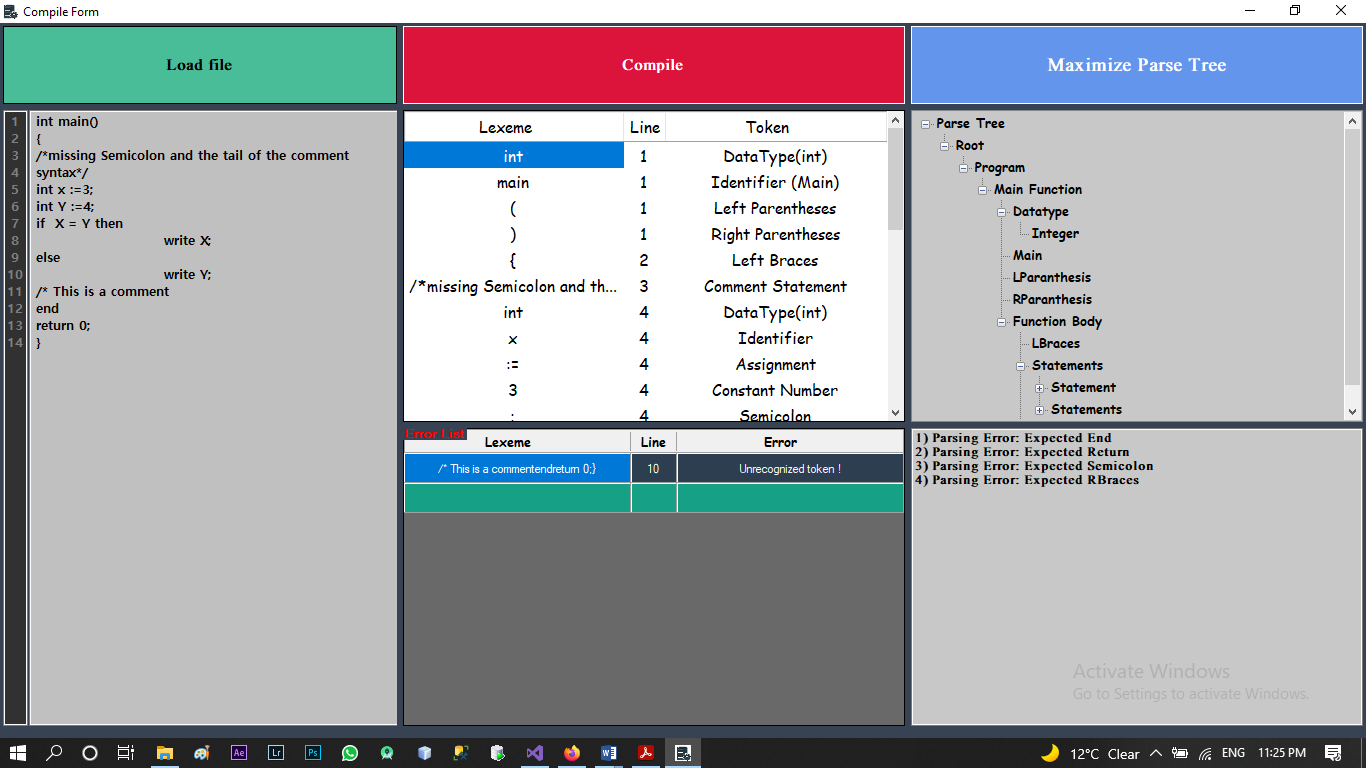 Compile Form
Load file
Compile
Maximize Parse Tree
1 int main()
2 {
3 /*missing Semicolon and the tail of the comment
4 syntax*/
5 int x :=3;
6 int Y :=4;
7 if X = Y then
8 write X;
9 else
10 write Y;
11 /* This is a comment
12 end
13 return 0;
14 }
Lexeme Line Token
int 1 DataType(int)
main 1 Identifier (Main)
( 1 Left Parentheses
) 1 Right Parentheses
{ 2 Left Braces
/*missing Semicolon and th... 3 Comment Statement
int 4 DataType(int)
x 4 Identifier
:= 4 Assignment
3 4 Constant Number
; 4 Semicolon
Error List
Lexeme Line Error
/* This is a commentendreturn 0;} 10 Unrecognized token !
Parse Tree
Root
Program
Main Function
Datatype
Integer
Main
LParanthesis
RParanthesis
Function Body
LBraces
Statements
Statement
Statements
1) Parsing Error: Expected End
2) Parsing Error: Expected Return
3) Parsing Error: Expected Semicolon
4) Parsing Error: Expected RBraces
Activate Windows
Go to Settings to activate Windows.
Ae Lr Ps
12°C Clear ENG 11:25 PM